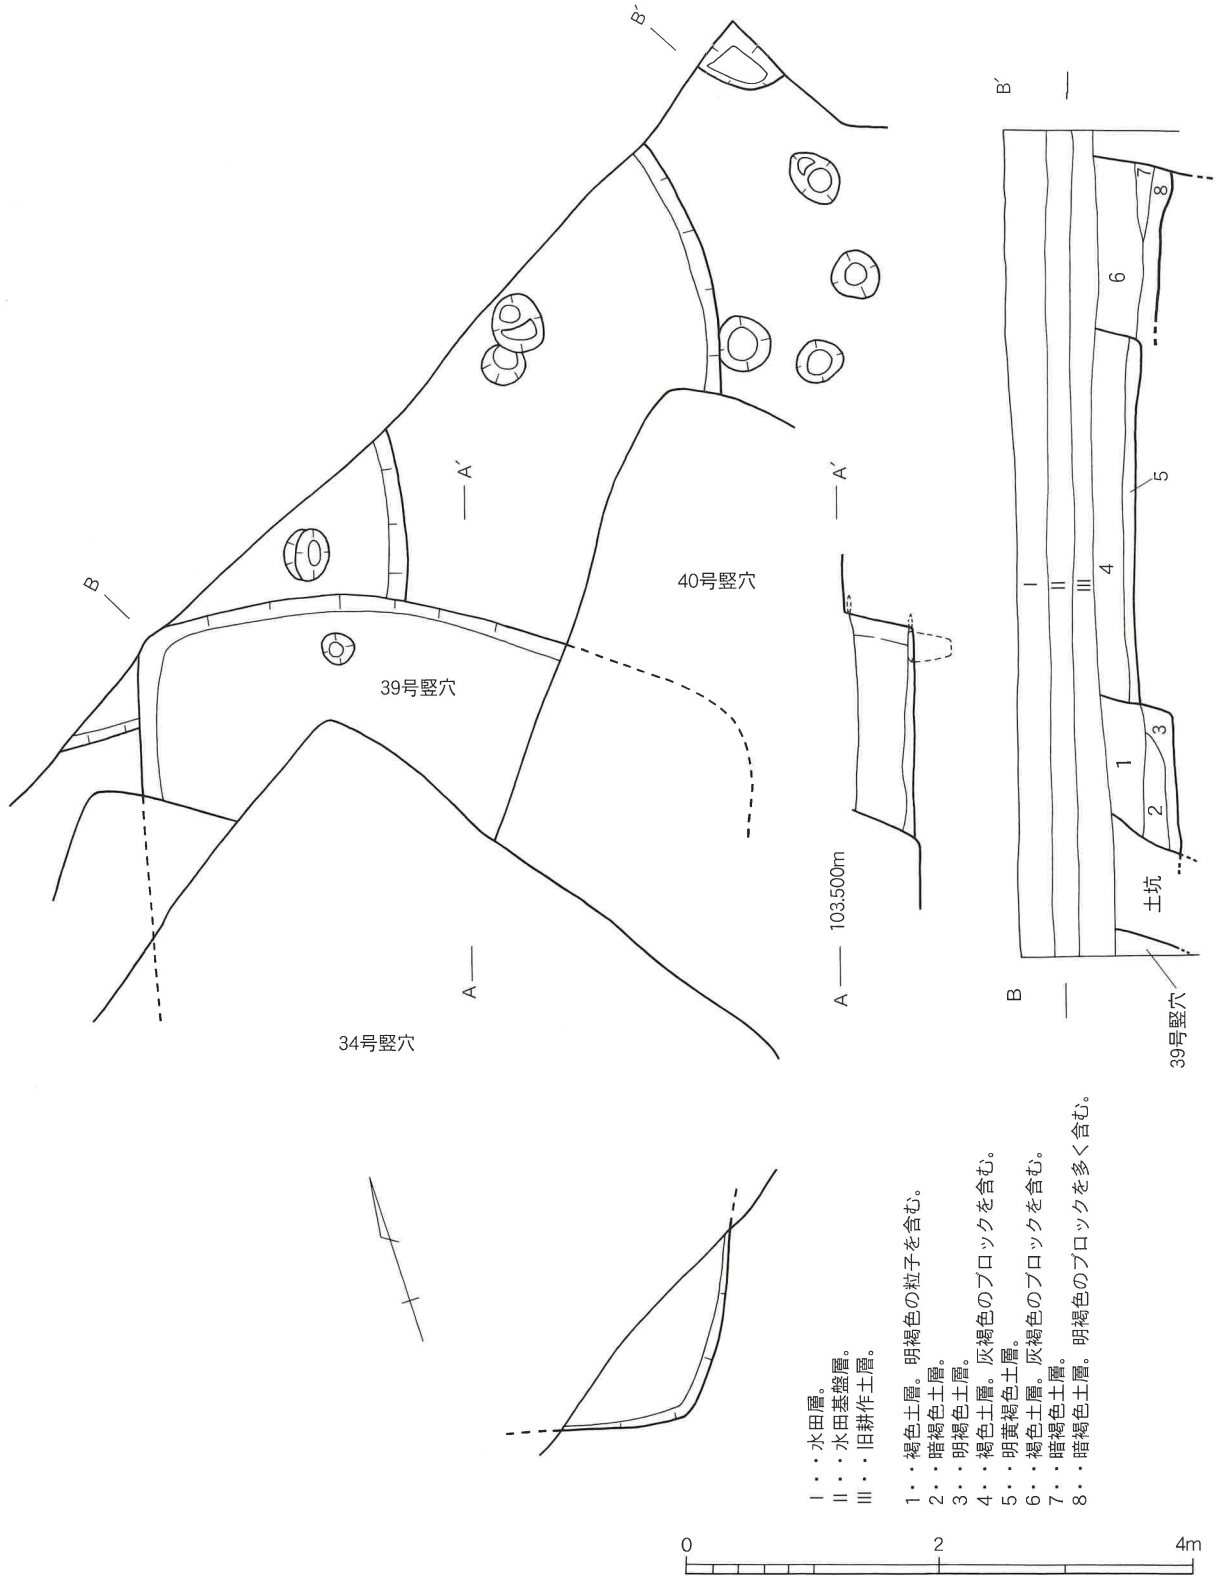 B
B´
A´
40号竪穴
39号竪穴
A
34号竪穴
A´
A 103.500m
B´
B
I
II
III
1
2
3
4
5
6
7
8
土坑
39号竪穴
I・・水田層。
II・・水田基盤層。
III・・旧耕作土層。
1・・褐色土層。明褐色の粒子を含む。
2・・暗褐色土層。
3・・明褐色土層。
4・・褐色土層。灰褐色のブロックを含む。
5・・明黄褐色土層。
6・・褐色土層。灰褐色のブロックを含む。
7・・暗褐色土層。
8・・暗褐色土層。明褐色のブロックを多く含む。
0 2 4m